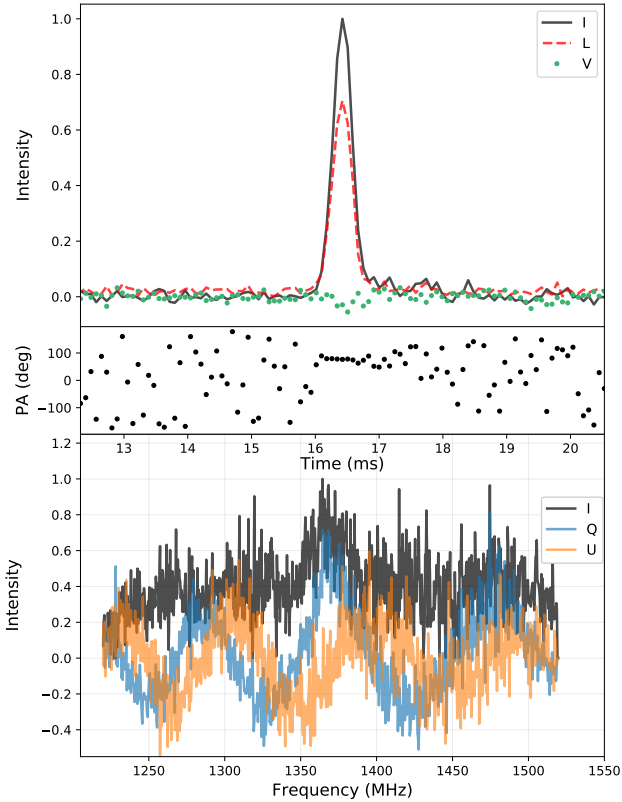 1.0
0.8
0.6
0.4
0.2
0.0
Intensity
I
L
V
100
0
−100
PA (deg)
13 14 15 16 17 18 19 20
Time (ms)
1.2
1.0
0.8
0.6
0.4
0.2
0.0
−0.2
−0.4
Intensity
I
Q
U
1250 1300 1350 1400 1450 1500 1550
Frequency (MHz)